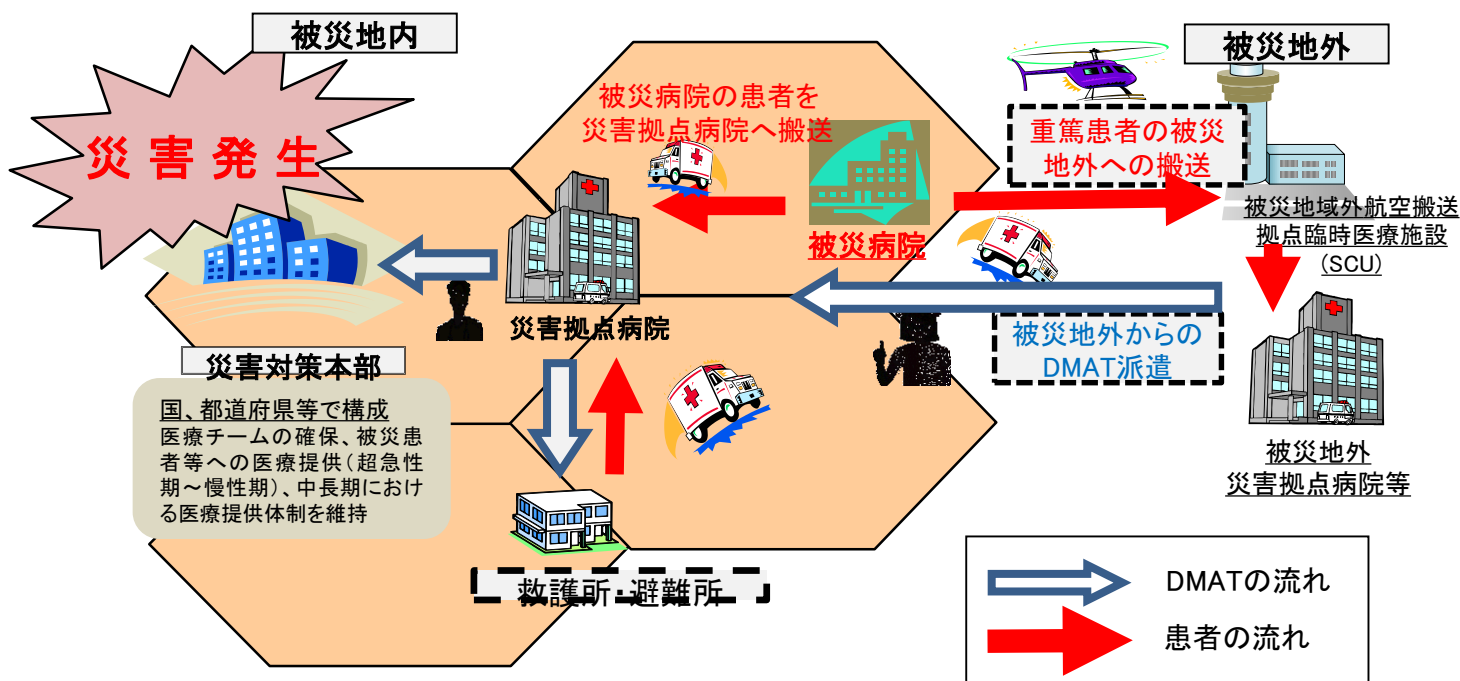 被災地内
災害発生
被災病院の患者を
災害拠点病院へ搬送
被災地外
重篤患者の被災
地外への搬送
被災病院
被災地域外航空搬送
拠点臨時医療施設
(SCU)
災害拠点病院
被災地外からの
DMAT派遣
災害対策本部
国、都道府県等で構成
医療チームの確保、被災患
者等への医療提供(超急性
期～慢性期)、中長期におけ
る医療提供体制を維持
被災地外
災害拠点病院等
救護所・避難所
DMATの流れ
患者の流れ